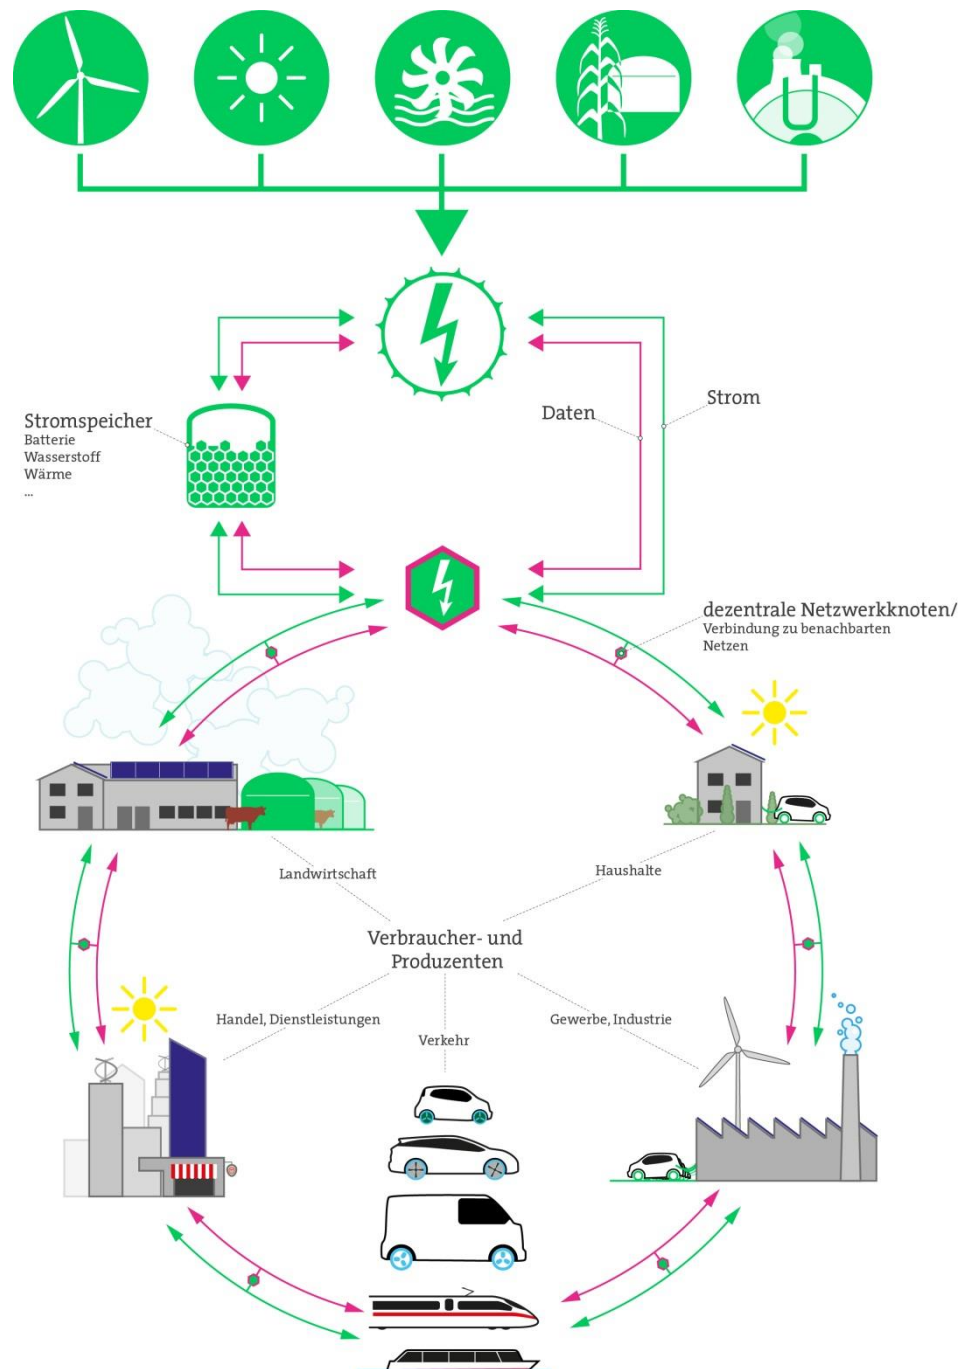 Daten
Strom
Stromspeicher
Batterie
Wasserstoff
Wärme
...
dezentrale Netzwerkknoten/
Verbindung zu benachbarten
Netzen
Landwirtschaft
Haushalte
Verbraucher- und
Produzenten
Handel, Dienstleistungen
Gewerbe, Industrie
Verkehr